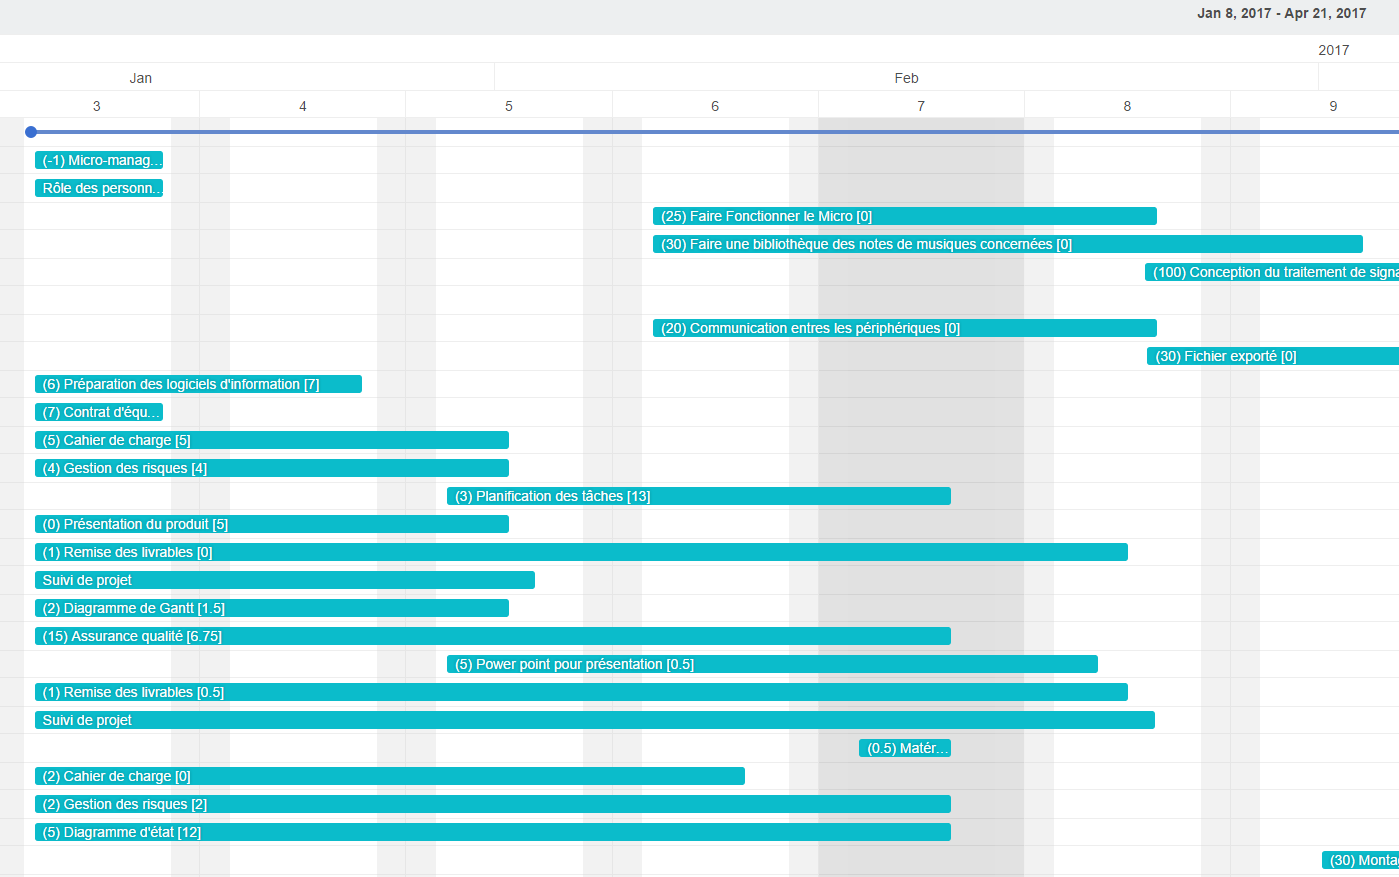 Jan 8, 2017 - Apr 21, 2017
2017
Jan Feb
3 4 5 6 7 8 9
(-1) Micro-manag...
Rôle des personn...
(25) Faire Fonctionner le Micro [0]
(30) Faire une bibliothèque des notes de musiques concernées [0]
(100) Conception du traitement de signa
(20) Communication entres les périphériques [0]
(30) Fichier exporté [0]
(6) Préparation des logiciels d'information [7]
(7) Contrat d'équ...
(5) Cahier de charge [5]
(4) Gestion des risques [4]
(3) Planification des tâches [13]
(0) Présentation du produit [5]
(1) Remise des livrables [0]
Suivi de projet
(2) Diagramme de Gantt [1.5]
(15) Assurance qualité [6.75]
(5) Power point pour présentation [0.5]
(1) Remise des livrables [0.5]
Suivi de projet
(0.5) Matér...
(2) Cahier de charge [0]
(2) Gestion des risques [2]
(5) Diagramme d'état [12]
(30) Monta